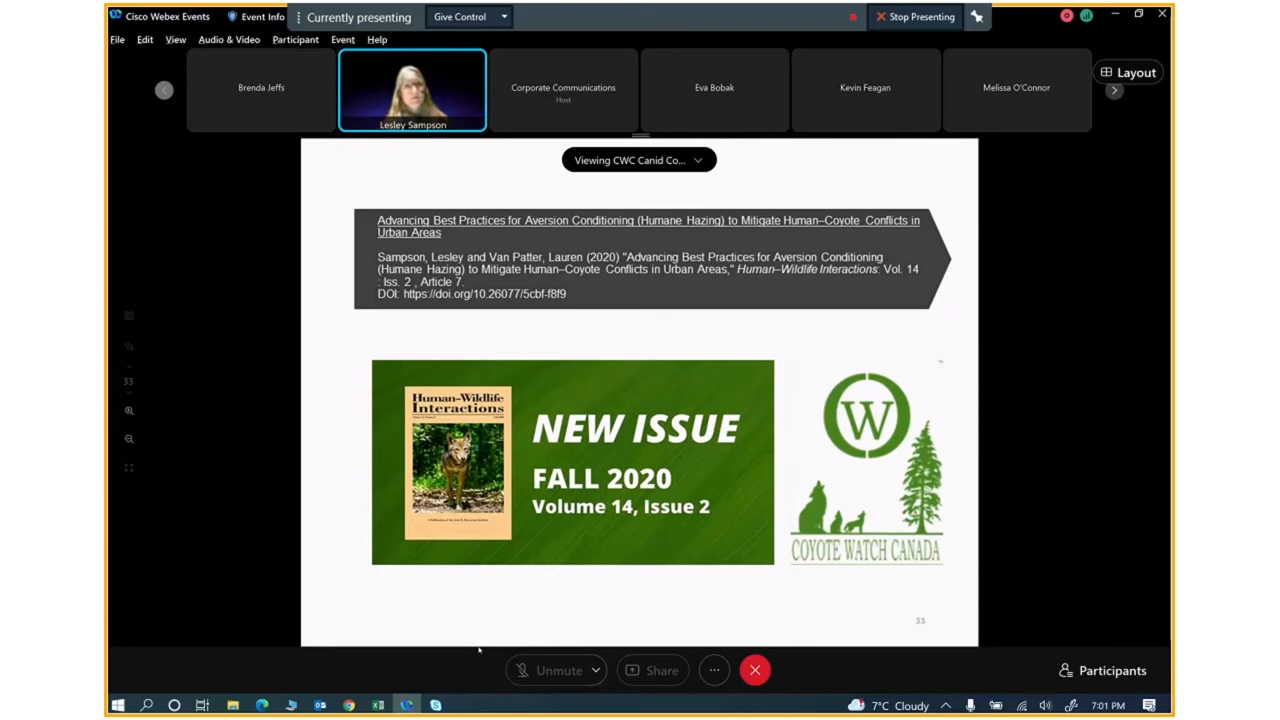 Cisco Webex Events
Event Info
Currently presenting
Give Control
Stop Presenting
File Edit View Audio & Video Participant Event Help
Brenda Jeffs
Lesley Sampson
Corporate Communications
Host
Eva Bobak
Kevin Feagan
Melissa O'Connor
Layout
Viewing CWC Canid Co...
Advancing Best Practices for Aversion Conditioning (Humane Hazing) to Mitigate Human–Coyote Conflicts in
Urban Areas
Sampson, Lesley and Van Patter, Lauren (2020) "Advancing Best Practices for Aversion Conditioning
(Humane Hazing) to Mitigate Human–Coyote Conflicts in Urban Areas," Human–Wildlife Interactions: Vol. 14
: Iss. 2 , Article 7.
DOI: https://doi.org/10.26077/5cbf-f8f9
33
Human–Wildlife
Interactions
NEW ISSUE
FALL 2020
Volume 14, Issue 2
CW
COYOTE WATCH CANADA
33
Unmute
Share
Participants
7°C Cloudy
7:01 PM